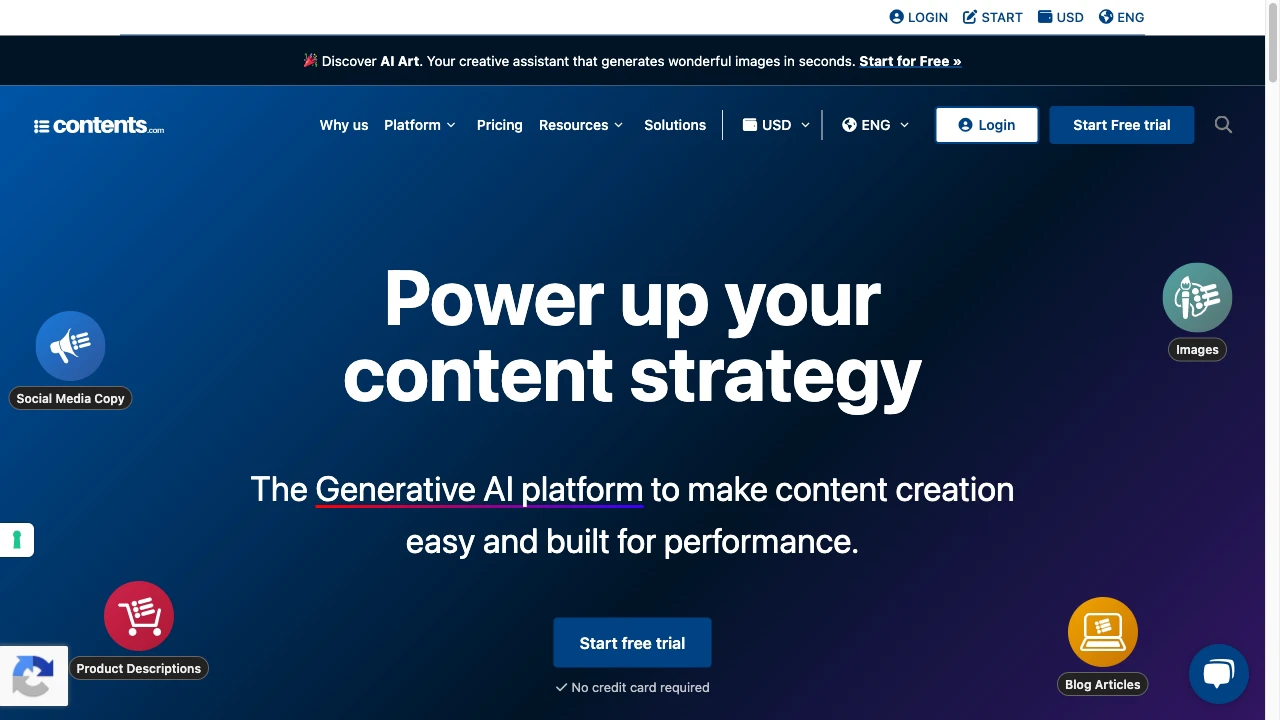 LOGIN START USD ENG
🎉 Discover AI Art. Your creative assistant that generates wonderful images in seconds. Start for Free »
contents.com Why us Platform Pricing Resources Solutions USD ENG Login Start Free trial
Power up your
content strategy
Images
Social Media Copy
The Generative AI platform to make content creation
easy and built for performance.
Start free trial
Product Descriptions
Blog Articles
No credit card required